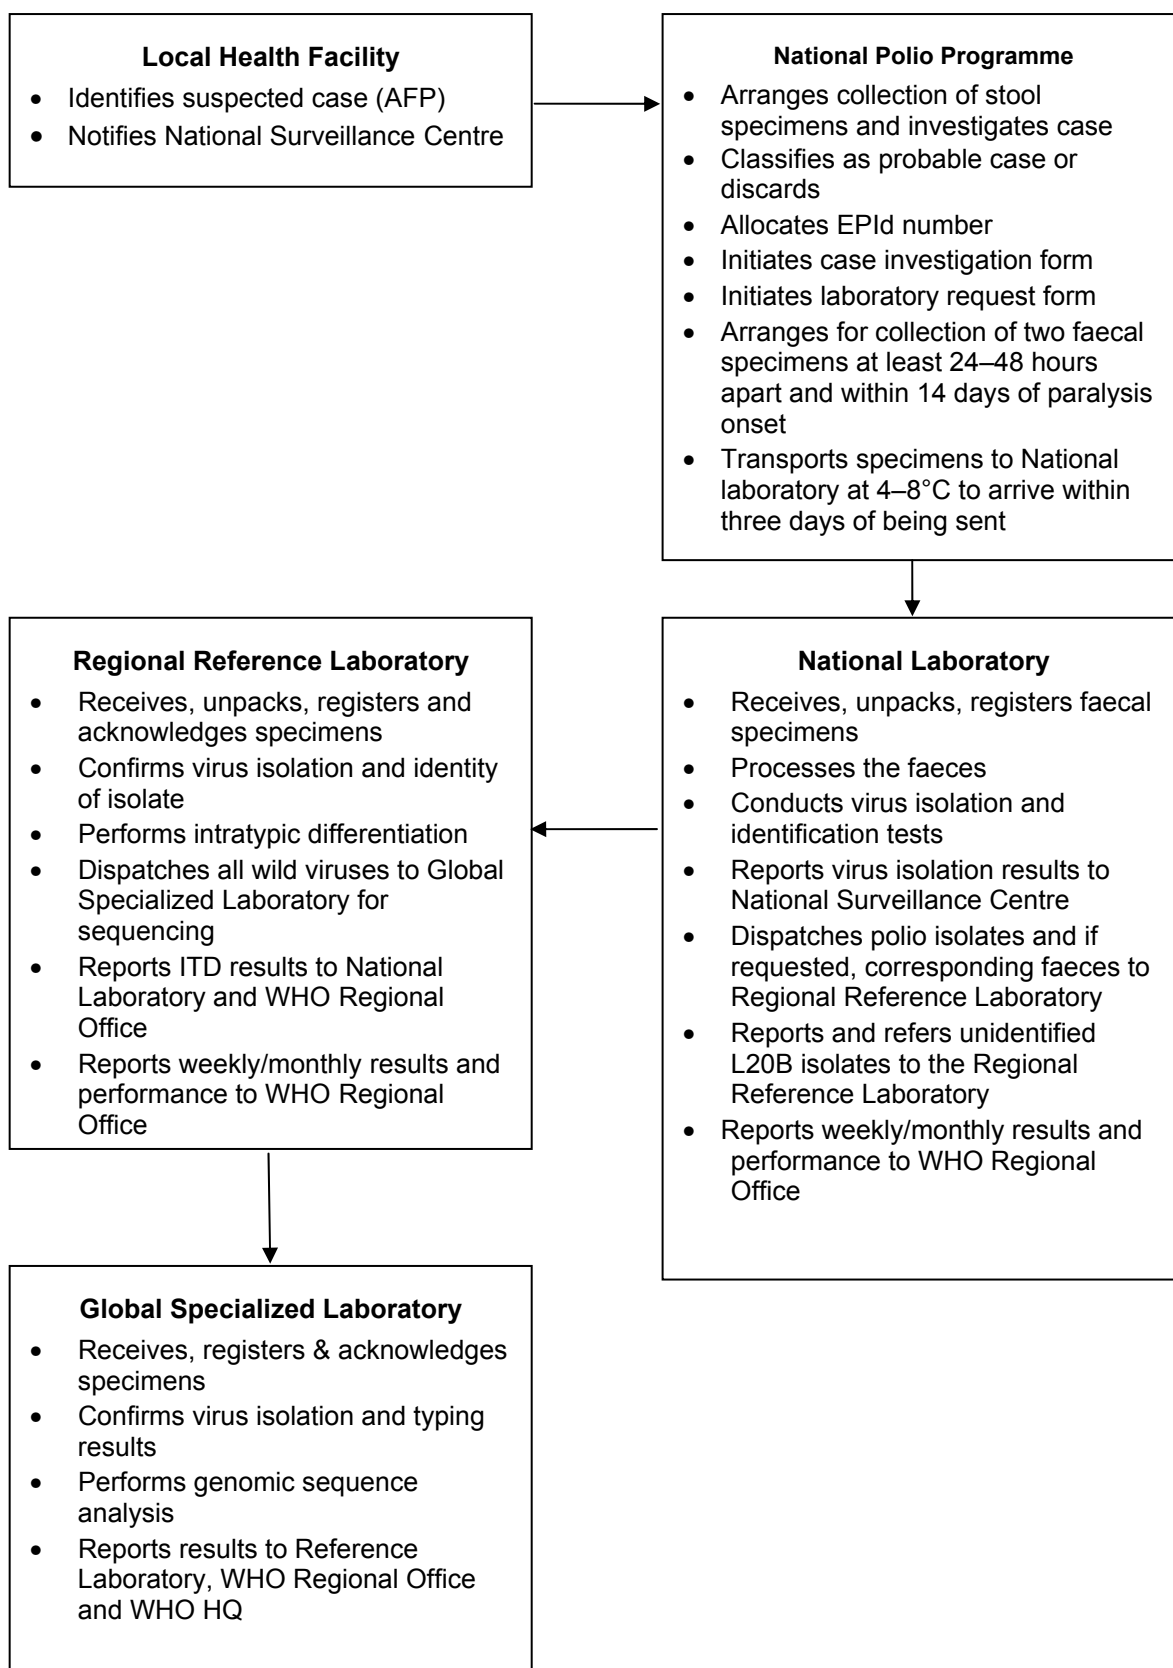 Local Health Facility
• Identifies suspected case (AFP)
• Notifies National Surveillance Centre
National Polio Programme
• Arranges collection of stool
specimens and investigates case
• Classifies as probable case or
discards
• Allocates EPId number
• Initiates case investigation form
• Initiates laboratory request form
• Arranges for collection of two faecal
specimens at least 24–48 hours
apart and within 14 days of paralysis
onset
• Transports specimens to National
laboratory at 4–8°C to arrive within
three days of being sent
National Laboratory
• Receives, unpacks, registers faecal
specimens
• Processes the faeces
• Conducts virus isolation and
identification tests
• Reports virus isolation results to
National Surveillance Centre
• Dispatches polio isolates and if
requested, corresponding faeces to
Regional Reference Laboratory
• Reports and refers unidentified
L20B isolates to the Regional
Reference Laboratory
• Reports weekly/monthly results and
performance to WHO Regional
Office
Regional Reference Laboratory
• Receives, unpacks, registers and
acknowledges specimens
• Confirms virus isolation and identity
of isolate
• Performs intratypic differentiation
• Dispatches all wild viruses to Global
Specialized Laboratory for
sequencing
• Reports ITD results to National
Laboratory and WHO Regional
Office
• Reports weekly/monthly results and
performance to WHO Regional
Office
Global Specialized Laboratory
• Receives, registers & acknowledges
specimens
• Confirms virus isolation and typing
results
• Performs genomic sequence
analysis
• Reports results to Reference
Laboratory, WHO Regional Office
and WHO HQ